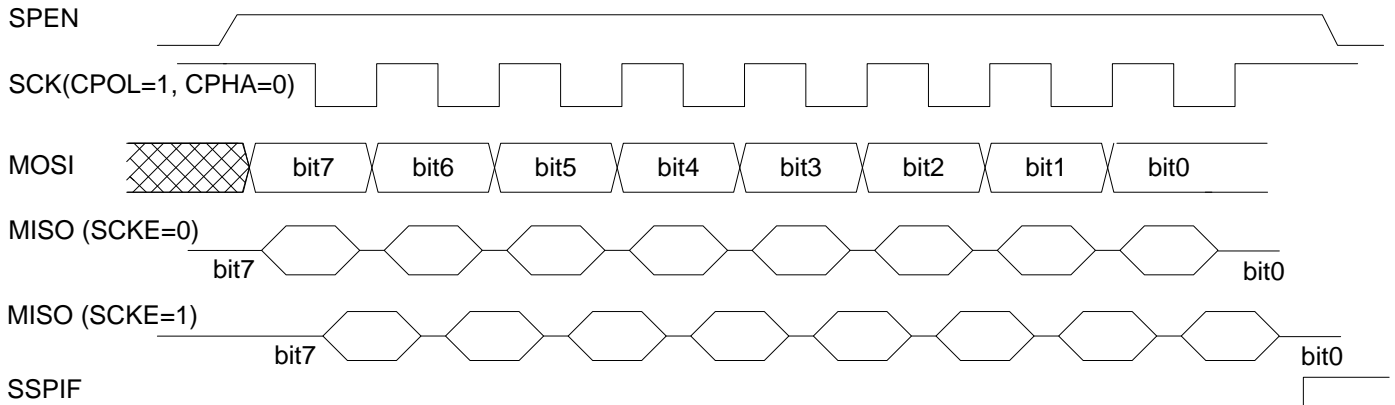 SPEN
SCK(CPOL=1, CPHA=0)
MOSI bit7 bit6 bit5 bit4 bit3 bit2 bit1 bit0
MISO (SCKE=0)
bit7 bit0
MISO (SCKE=1)
bit7 bit0
SSPIF